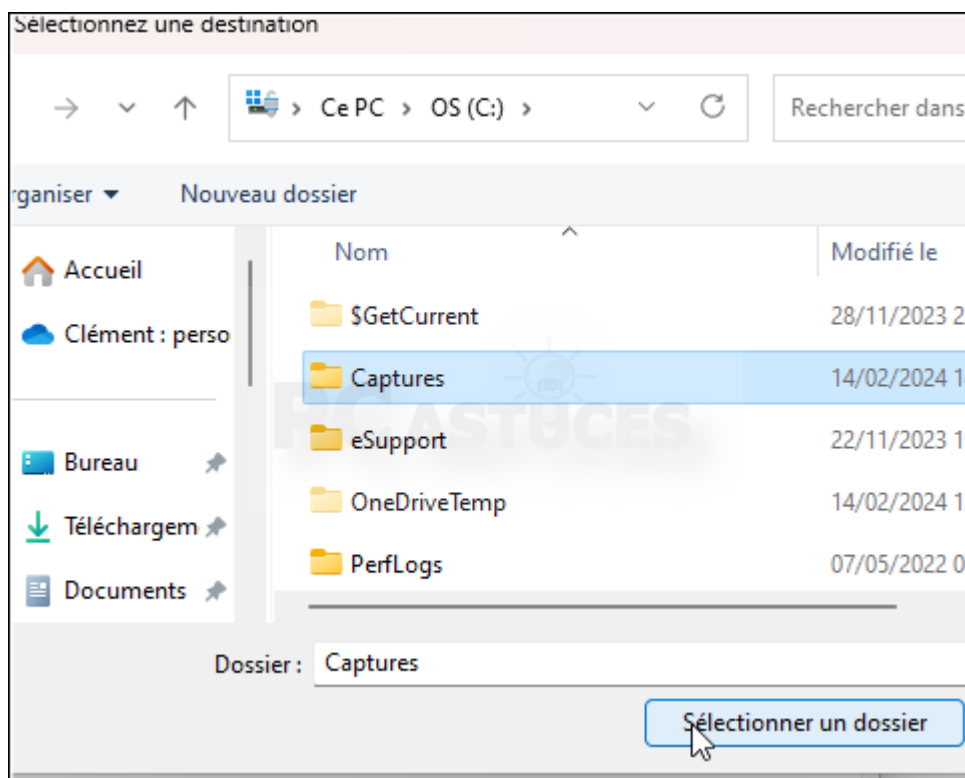 Sélectionnez une destination
Ce PC > OS (C:) >
Rechercher dans
rganiser
Nouveau dossier
Nom
Modifié le
Accueil
Clément : perso
Bureau
Téléchargem
Documents
$GetCurrent
28/11/2023 2
Captures
14/02/2024 1
eSupport
22/11/2023 1
OneDriveTemp
14/02/2024 1
PerfLogs
07/05/2022 0
PC ASTUCES
Dossier :
Captures
Sélectionner un dossier